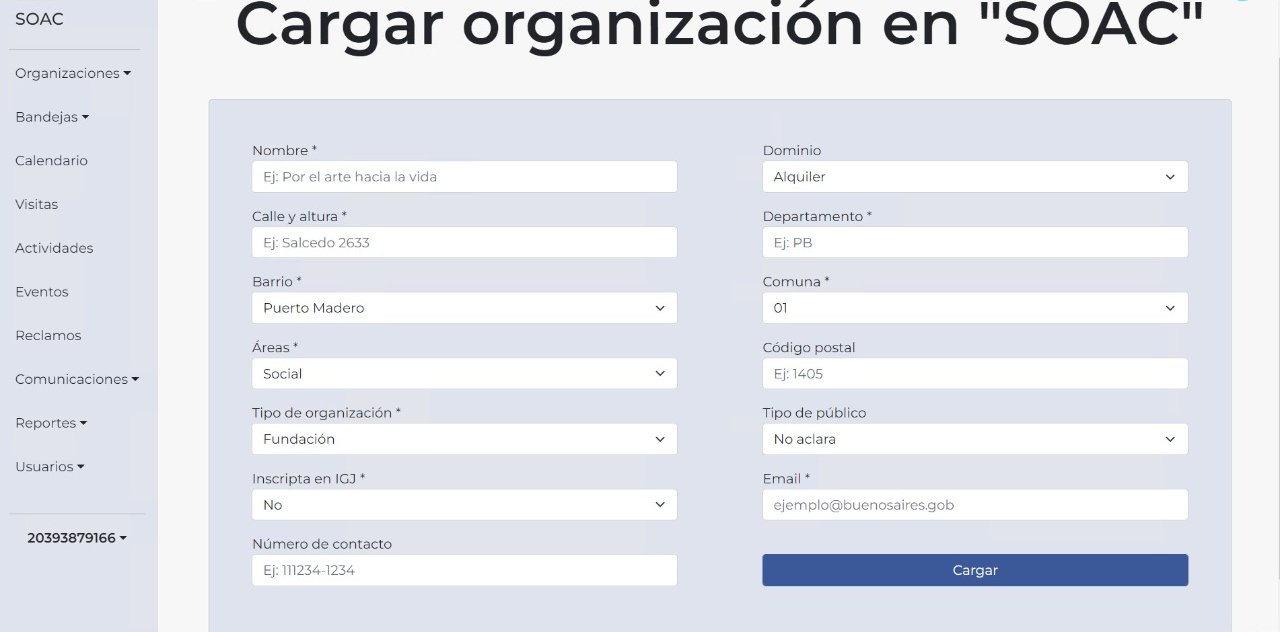 SOAC
Organizaciones
Bandejas
Calendario
Visitas
Actividades
Eventos
Reclamos
Comunicaciones
Reportes
Usuarios
20393879166
Cargar organización en "SOAC"
Nombre *
Ej: Por el arte hacia la vida
Dominio
Alquiler
Calle y altura *
Ej: Salcedo 2633
Departamento *
Ej: PB
Barrio *
Puerto Madero
Comuna *
01
Áreas *
Social
Código postal
Ej: 1405
Tipo de organización *
Fundación
Tipo de público
No aclara
Inscripta en IGJ *
No
Email *
ejemplo@buenosaires.gob
Número de contacto
Ej: 111234-1234
Cargar